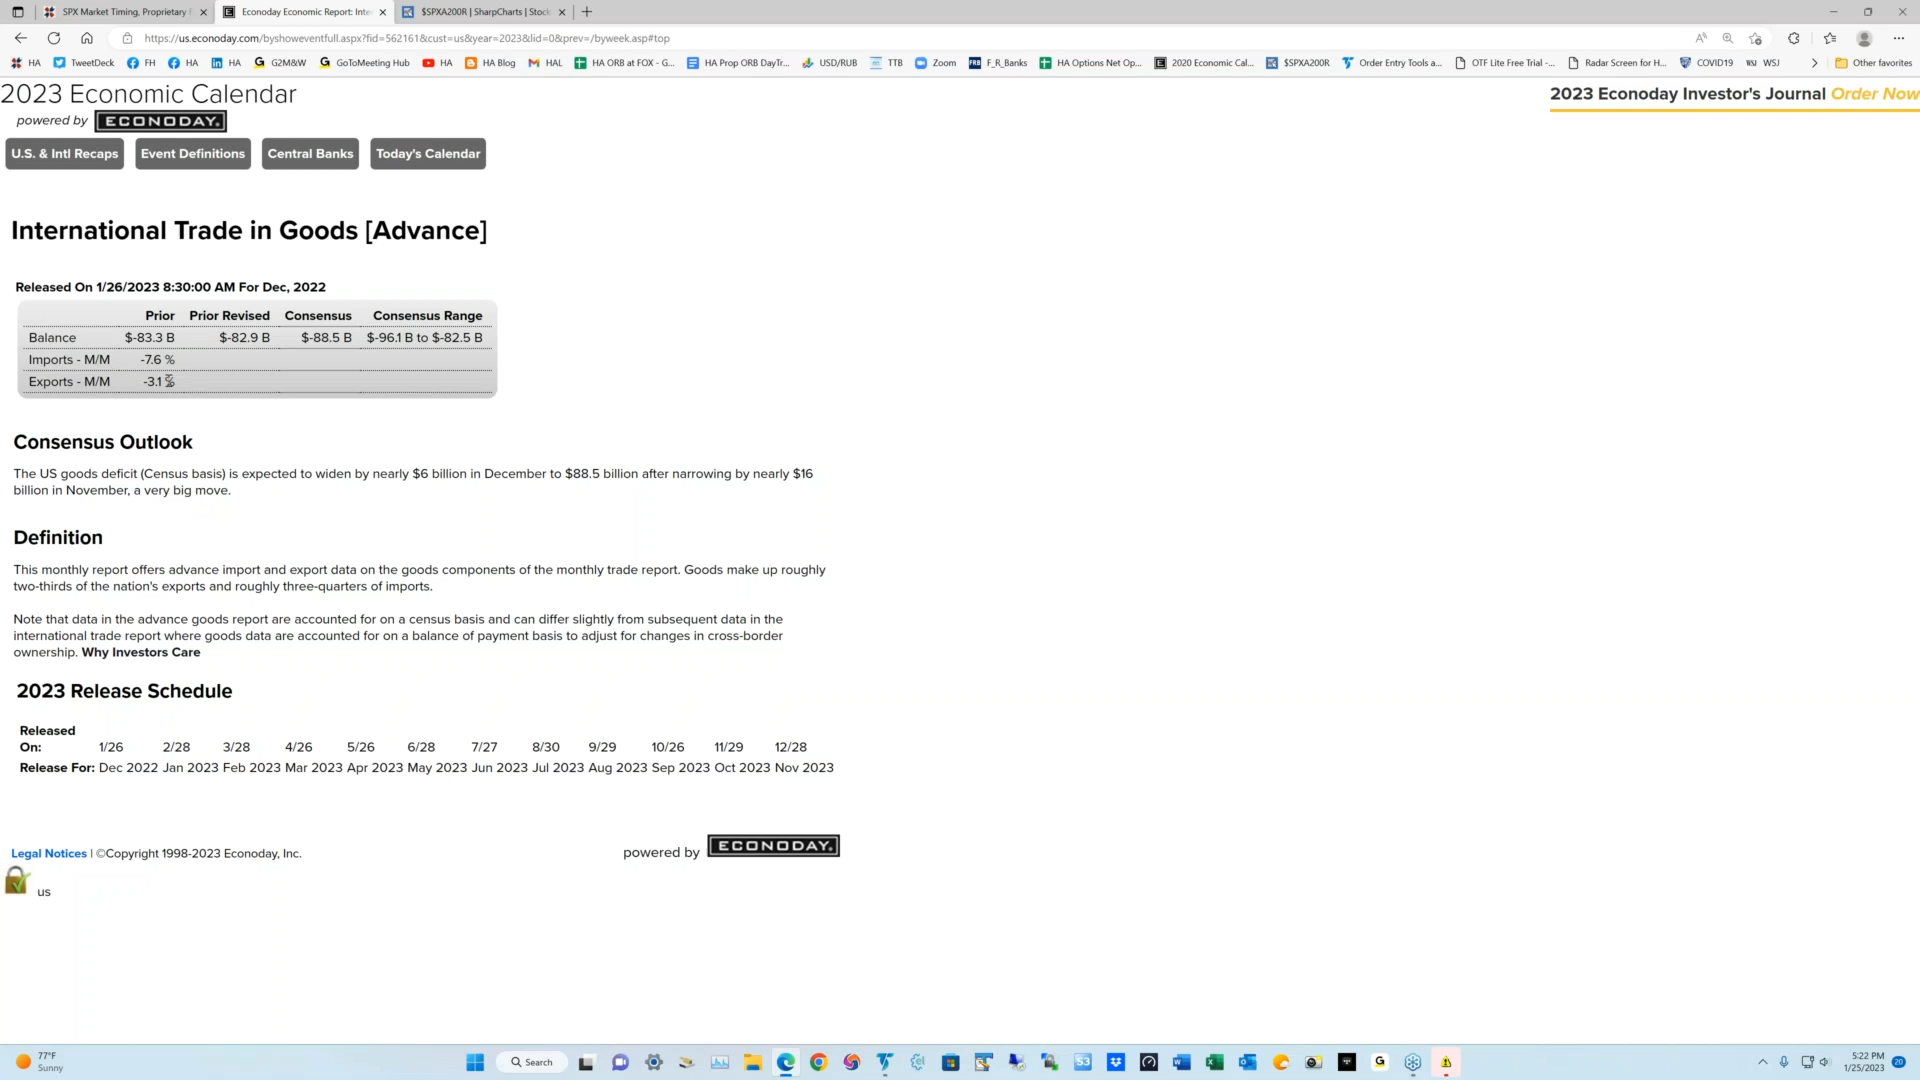 SPX Market Timing, Proprietary
Econoday Economic Report: Inte
$SPXA200R | SharpCharts | Stock
https://us.econoday.com/byshoweventfull.aspx?fid=562161&cust=us&year=2023&lid=0&prev=/byweek.asp#top
HA TweetDeck FH HA HA G2M&W GoToMeeting Hub HA HA Blog HAL HA ORB at FOX - G... HA Prop ORB DayTr... USD/RUB TTB Zoom F_R_Banks HA Options Net Op... 2020 Economic Cal... $SPXA200R Order Entry Tools a... OTF Lite Free Trial -... Radar Screen for H... COVID19 WSJ WSJ Other favorites
2023 Economic Calendar
2023 Econoday Investor's Journal Order Now
powered by ECONODAY.
U.S. & Intl Recaps Event Definitions Central Banks Today's Calendar
International Trade in Goods [Advance]
Released On 1/26/2023 8:30:00 AM For Dec, 2022
Prior Prior Revised Consensus Consensus Range
Balance $-83.3 B $-82.9 B $-88.5 B $-96.1 B to $-82.5 B
Imports - M/M -7.6 %
Exports - M/M -3.1 %
Consensus Outlook
The US goods deficit (Census basis) is expected to widen by nearly $6 billion in December to $88.5 billion after narrowing by nearly $16
billion in November, a very big move.
Definition
This monthly report offers advance import and export data on the goods components of the monthly trade report. Goods make up roughly
two-thirds of the nation's exports and roughly three-quarters of imports.
Note that data in the advance goods report are accounted for on a census basis and can differ slightly from subsequent data in the
international trade report where goods data are accounted for on a balance of payment basis to adjust for changes in cross-border
ownership. Why Investors Care
2023 Release Schedule
Released
On: 1/26 2/28 3/28 4/26 5/26 6/28 7/27 8/30 9/29 10/26 11/29 12/28
Release For: Dec 2022 Jan 2023 Feb 2023 Mar 2023 Apr 2023 May 2023 Jun 2023 Jul 2023 Aug 2023 Sep 2023 Oct 2023 Nov 2023
Legal Notices | ©Copyright 1998-2023 Econoday, Inc.
powered by ECONODAY.
us
77°F
Sunny
Search
5:22 PM
1/25/2023
20